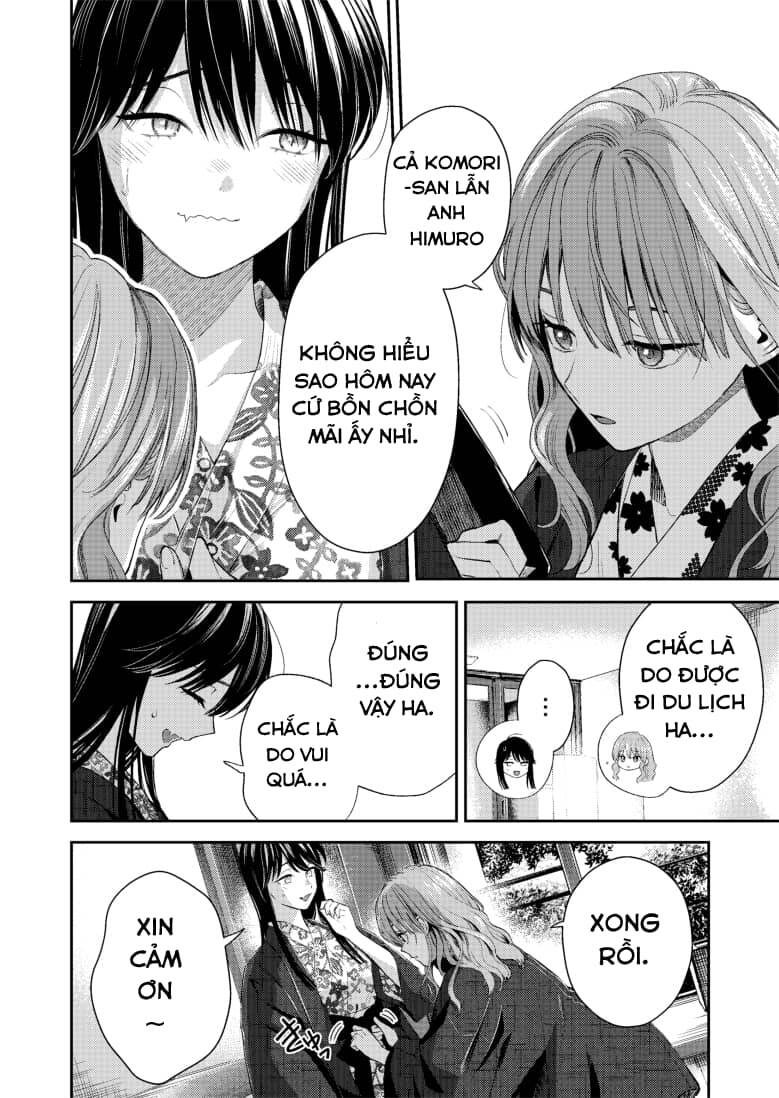 CẢ KOMORI
-SAN LẪN
ANH
HIMURO
KHÔNG HIỂU
SAO HÔM NAY
CỨ BỒN CHỒN
MÃI ẤY NHỈ.
CHẮC LÀ
DO ĐƯỢC
ĐI DU LỊCH
HA...
...
ĐÚNG
...ĐÚNG
VẬY HA.
CHẮC LÀ
DO VUI
QUÁ...
XONG
RỒI.
XIN
CẢM
ƠN
~